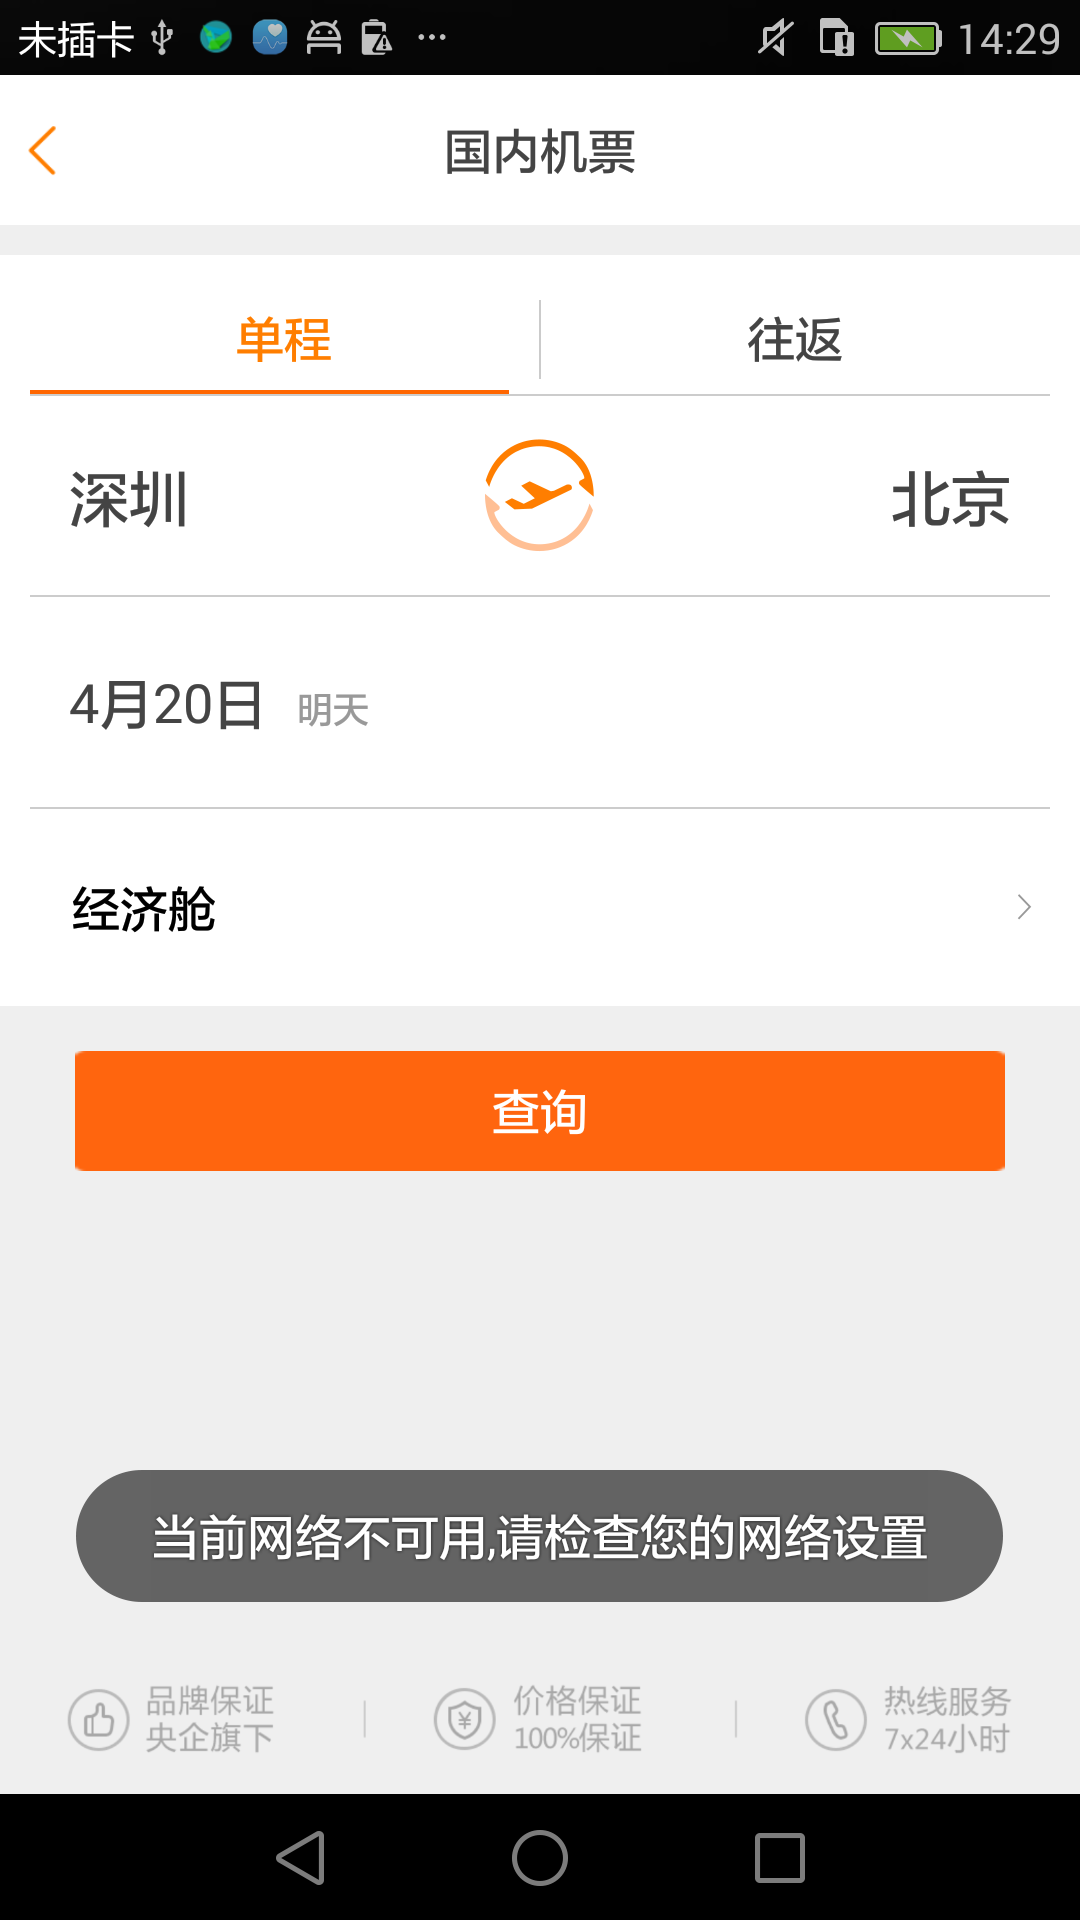 未插卡 14:29
国内机票
单程 往返
深圳 北京
4月20日 明天
经济舱
查询
当前网络不可用,请检查您的网络设置
品牌保证 价格保证 热线服务
央企旗下 100%保证 7x24小时